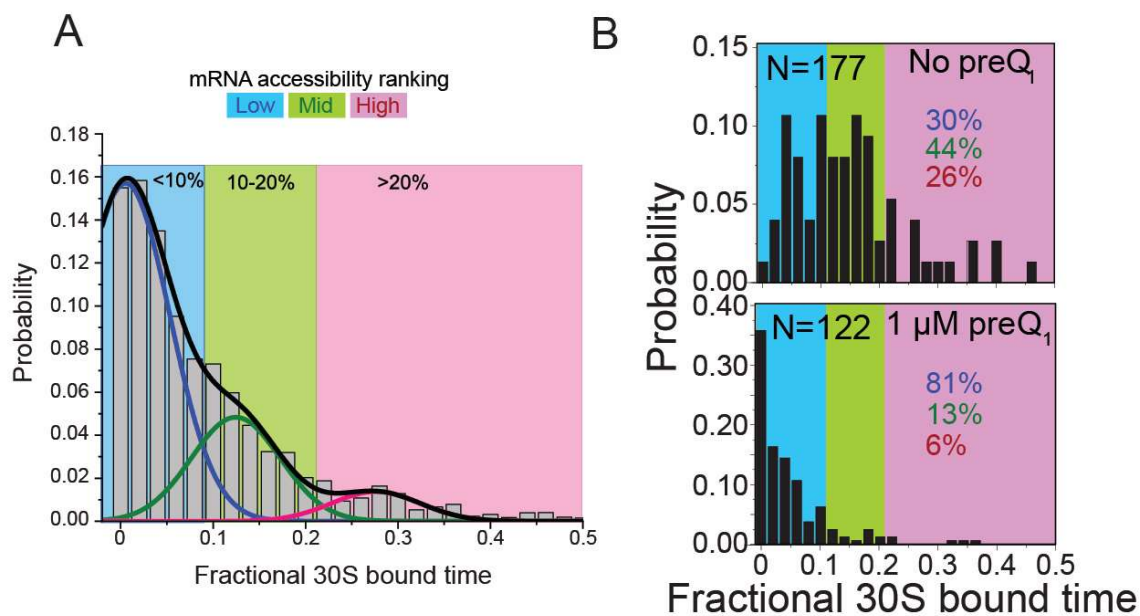 A
mRNA accessibility ranking
Low Mid High
0.18
0.16
0.14
0.12
0.10
0.08
0.06
0.04
0.02
0.00
Probability
<10% 10-20% >20%
0 0.1 0.2 0.3 0.4 0.5
Fractional 30S bound time
B
0.15
0.10
0.05
0.00
N=177 No preQ₁
30%
44%
26%
Probability
0.40
0.30
0.20
0.10
0.00
N=122 1 μM preQ₁
81%
13%
6%
0 0.1 0.2 0.3 0.4 0.5
Fractional 30S bound time